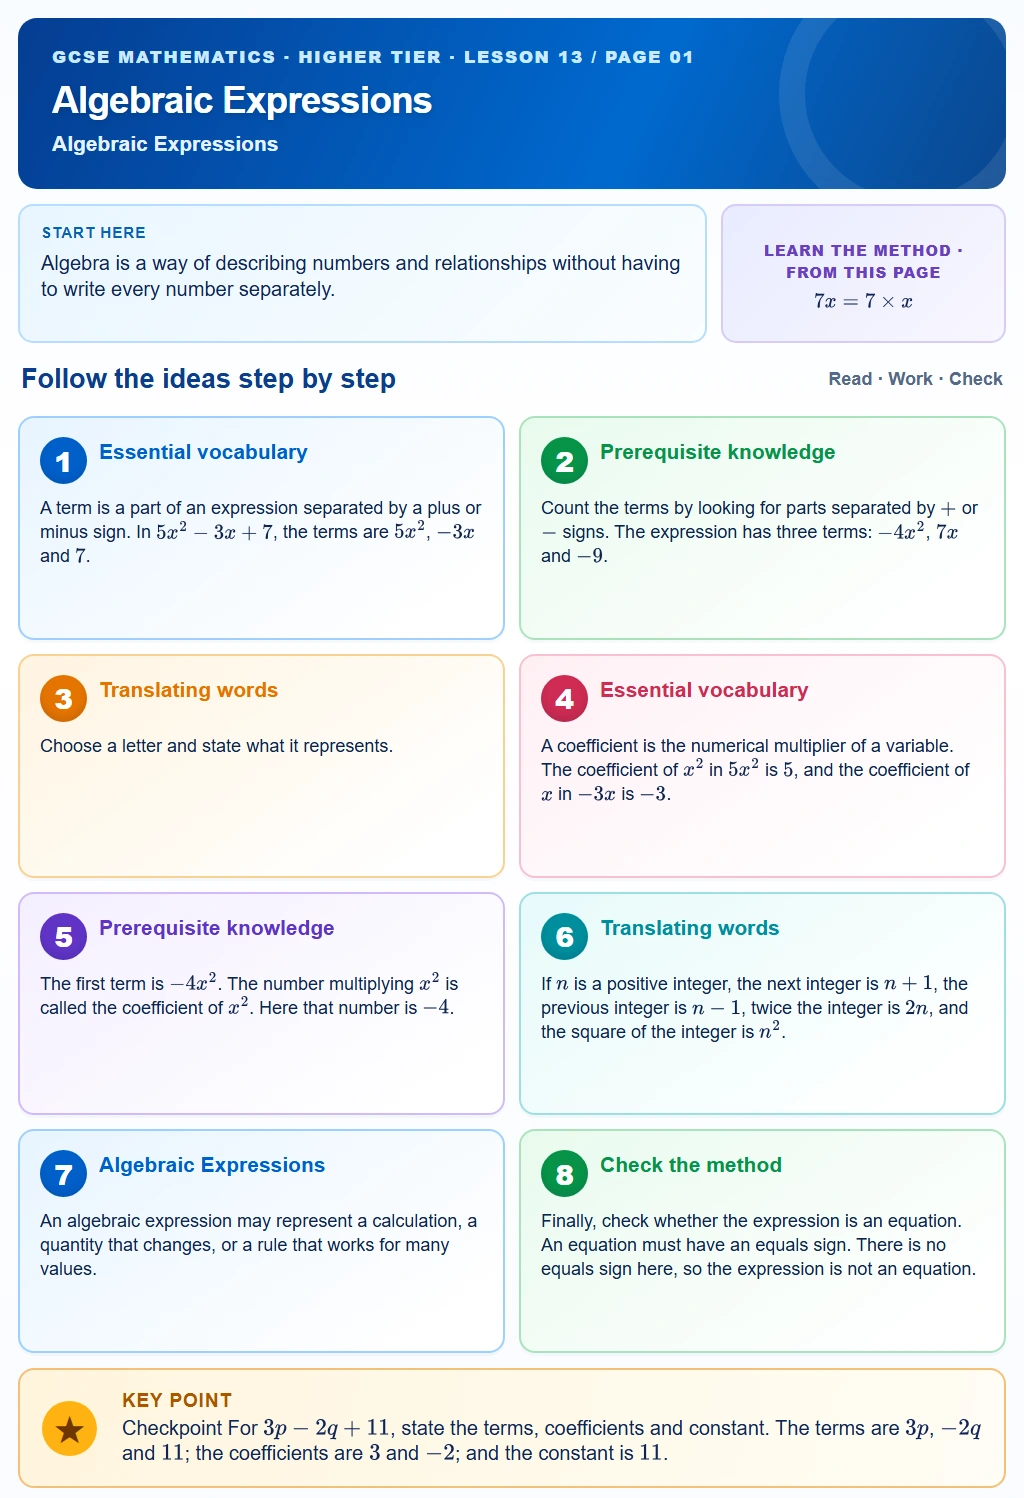 GCSE MATHEMATICS · HIGHER TIER · LESSON 13 / PAGE 01
Algebraic Expressions
Algebraic Expressions
START HERE
Algebra is a way of describing numbers and relationships without having
to write every number separately.
LEARN THE METHOD ·
FROM THIS PAGE
7x = 7 × x
Follow the ideas step by step
Read · Work · Check
1 Essential vocabulary
A term is a part of an expression separated by a plus or
minus sign. In 5x² − 3x + 7, the terms are 5x², −3x
and 7.
2 Prerequisite knowledge
Count the terms by looking for parts separated by + or
− signs. The expression has three terms: −4x², 7x
and −9.
3 Translating words
Choose a letter and state what it represents.
4 Essential vocabulary
A coefficient is the numerical multiplier of a variable.
The coefficient of x² in 5x² is 5, and the coefficient of
x in −3x is −3.
5 Prerequisite knowledge
The first term is −4x². The number multiplying x² is
called the coefficient of x². Here that number is −4.
6 Translating words
If n is a positive integer, the next integer is n + 1, the
previous integer is n − 1, twice the integer is 2n, and
the square of the integer is n².
7 Algebraic Expressions
An algebraic expression may represent a calculation, a
quantity that changes, or a rule that works for many
values.
8 Check the method
Finally, check whether the expression is an equation.
An equation must have an equals sign. There is no
equals sign here, so the expression is not an equation.
KEY POINT
Checkpoint For 3p − 2q + 11, state the terms, coefficients and constant. The terms are 3p, −2q
and 11; the coefficients are 3 and −2; and the constant is 11.